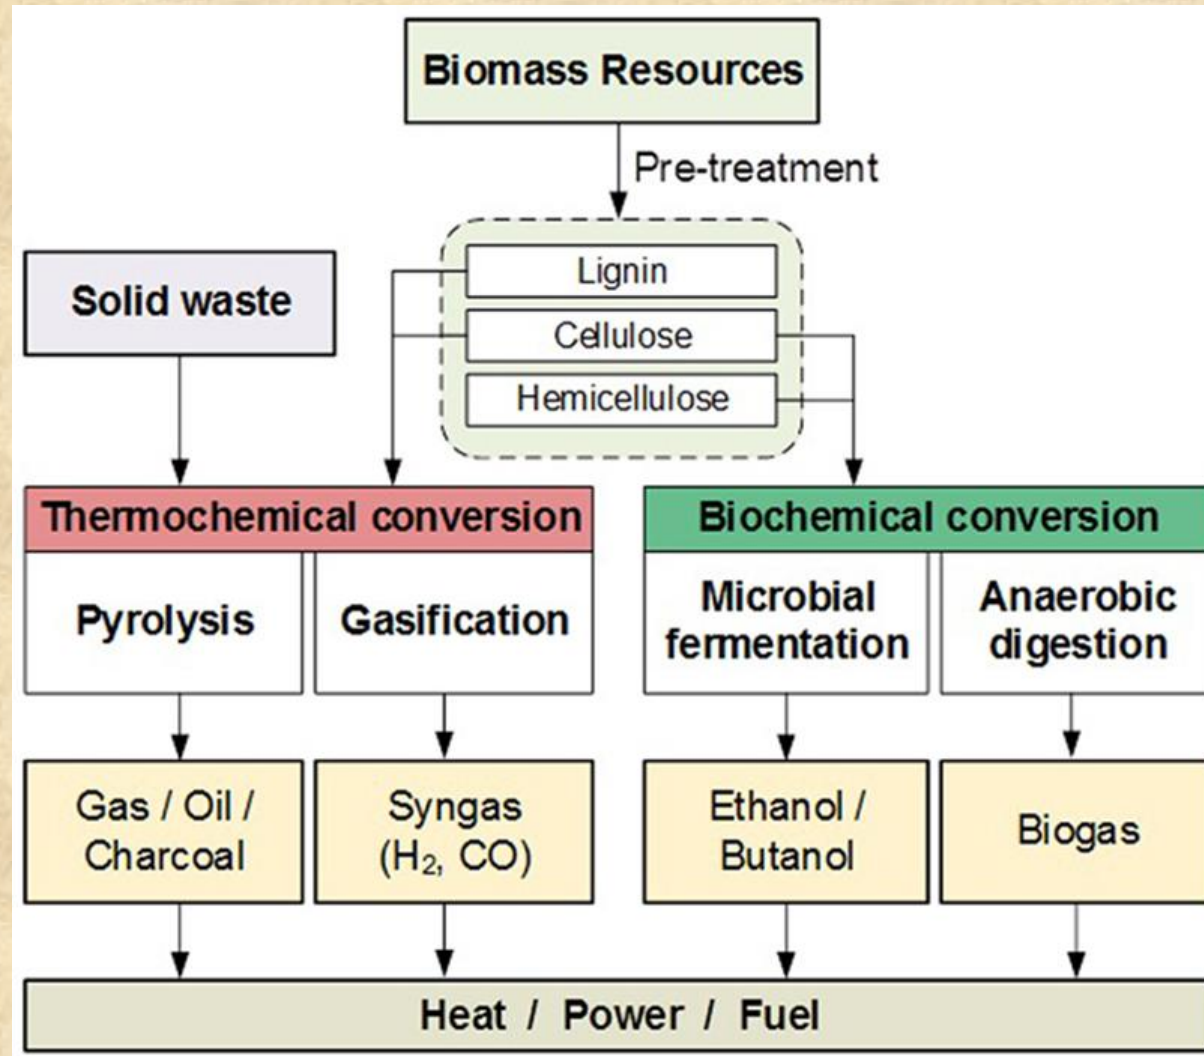 Biomass Resources
Pre-treatment
Solid waste
Lignin
Cellulose
Hemicellulose
Thermochemical conversion
Pyrolysis
Gasification
Biochemical conversion
Microbial
fermentation
Anaerobic
digestion
Gas / Oil /
Charcoal
Syngas
(H₂, CO)
Ethanol /
Butanol
Biogas
Heat / Power / Fuel